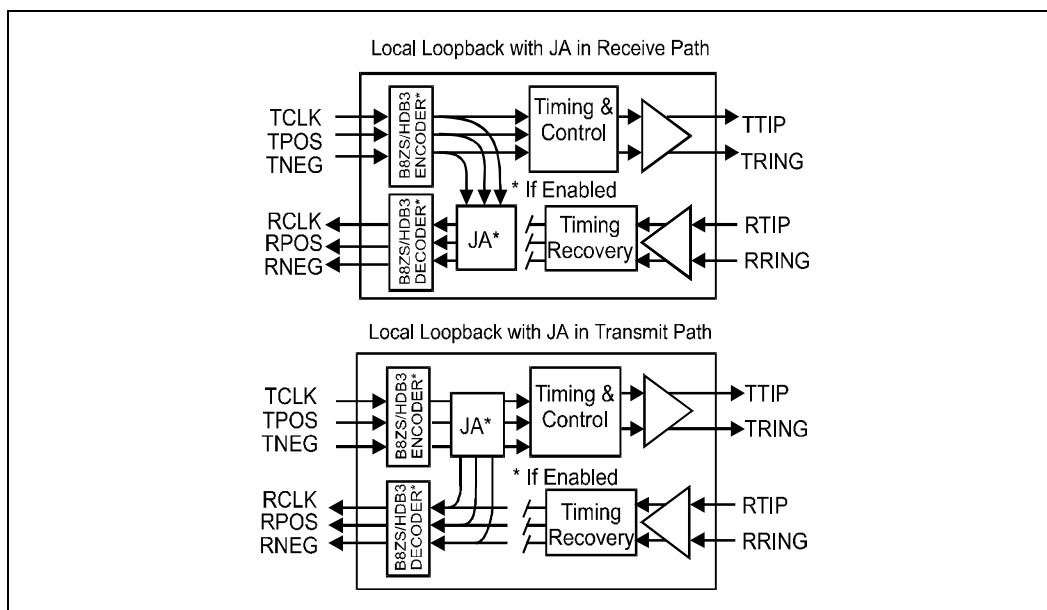 Local Loopback with JA in Receive Path
TCLK
TPOS
TNEG
B8ZS/HDB3
ENCODER*
Timing &
Control
TTIP
TRING
* If Enabled
RCLK
RPOS
RNEG
B8ZS/HDB3
DECODER*
JA*
Timing
Recovery
RTIP
RRING
Local Loopback with JA in Transmit Path
TCLK
TPOS
TNEG
B8ZS/HDB3
ENCODER*
JA*
Timing &
Control
TTIP
TRING
* If Enabled
RCLK
RPOS
RNEG
B8ZS/HDB3
DECODER*
Timing
Recovery
RTIP
RRING